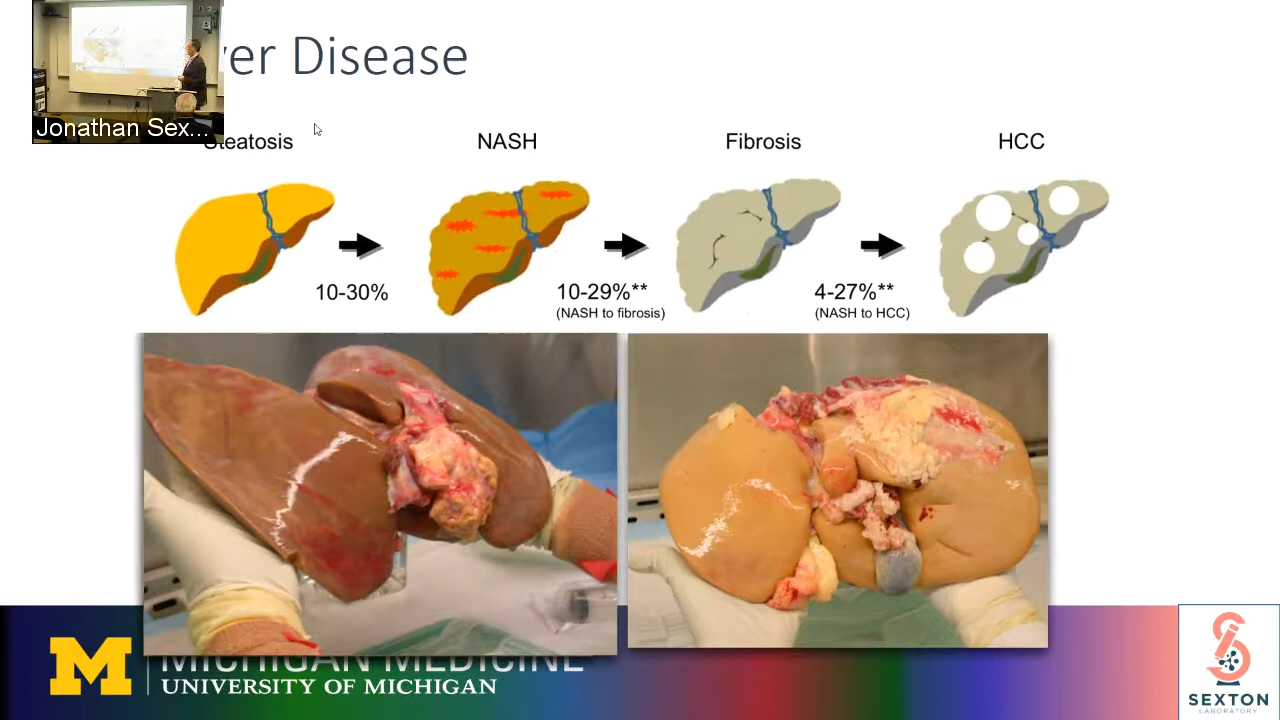 ver Disease
Jonathan Sex...
Steatosis
NASH
Fibrosis
HCC
10-30%
10-29%**
(NASH to fibrosis)
4-27%**
(NASH to HCC)
M
MICHIGAN MEDICINE
UNIVERSITY OF MICHIGAN
SEXTON
LABORATORY